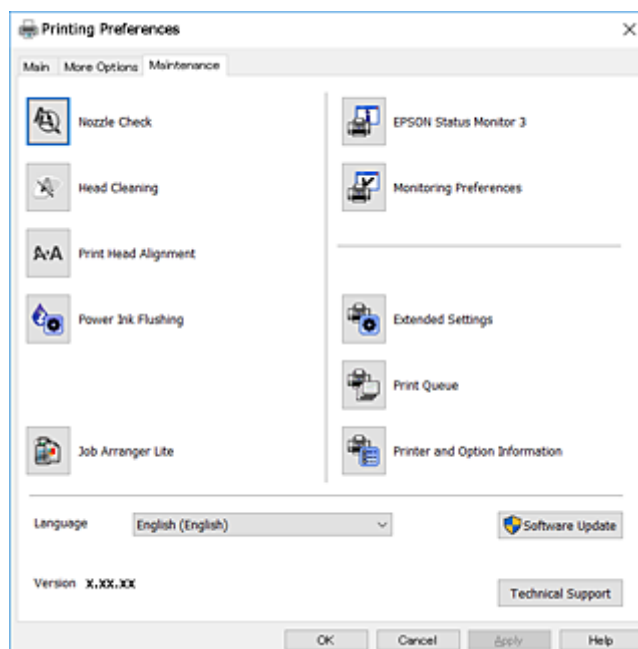 Printing Preferences
Main More Options Maintenance
Nozzle Check
Head Cleaning
A·A Print Head Alignment
Power Ink Flushing
Job Arranger Lite
EPSON Status Monitor 3
Monitoring Preferences
Extended Settings
Print Queue
Printer and Option Information
Language English (English)
Software Update
Version X.XX.XX
Technical Support
OK Cancel Apply Help